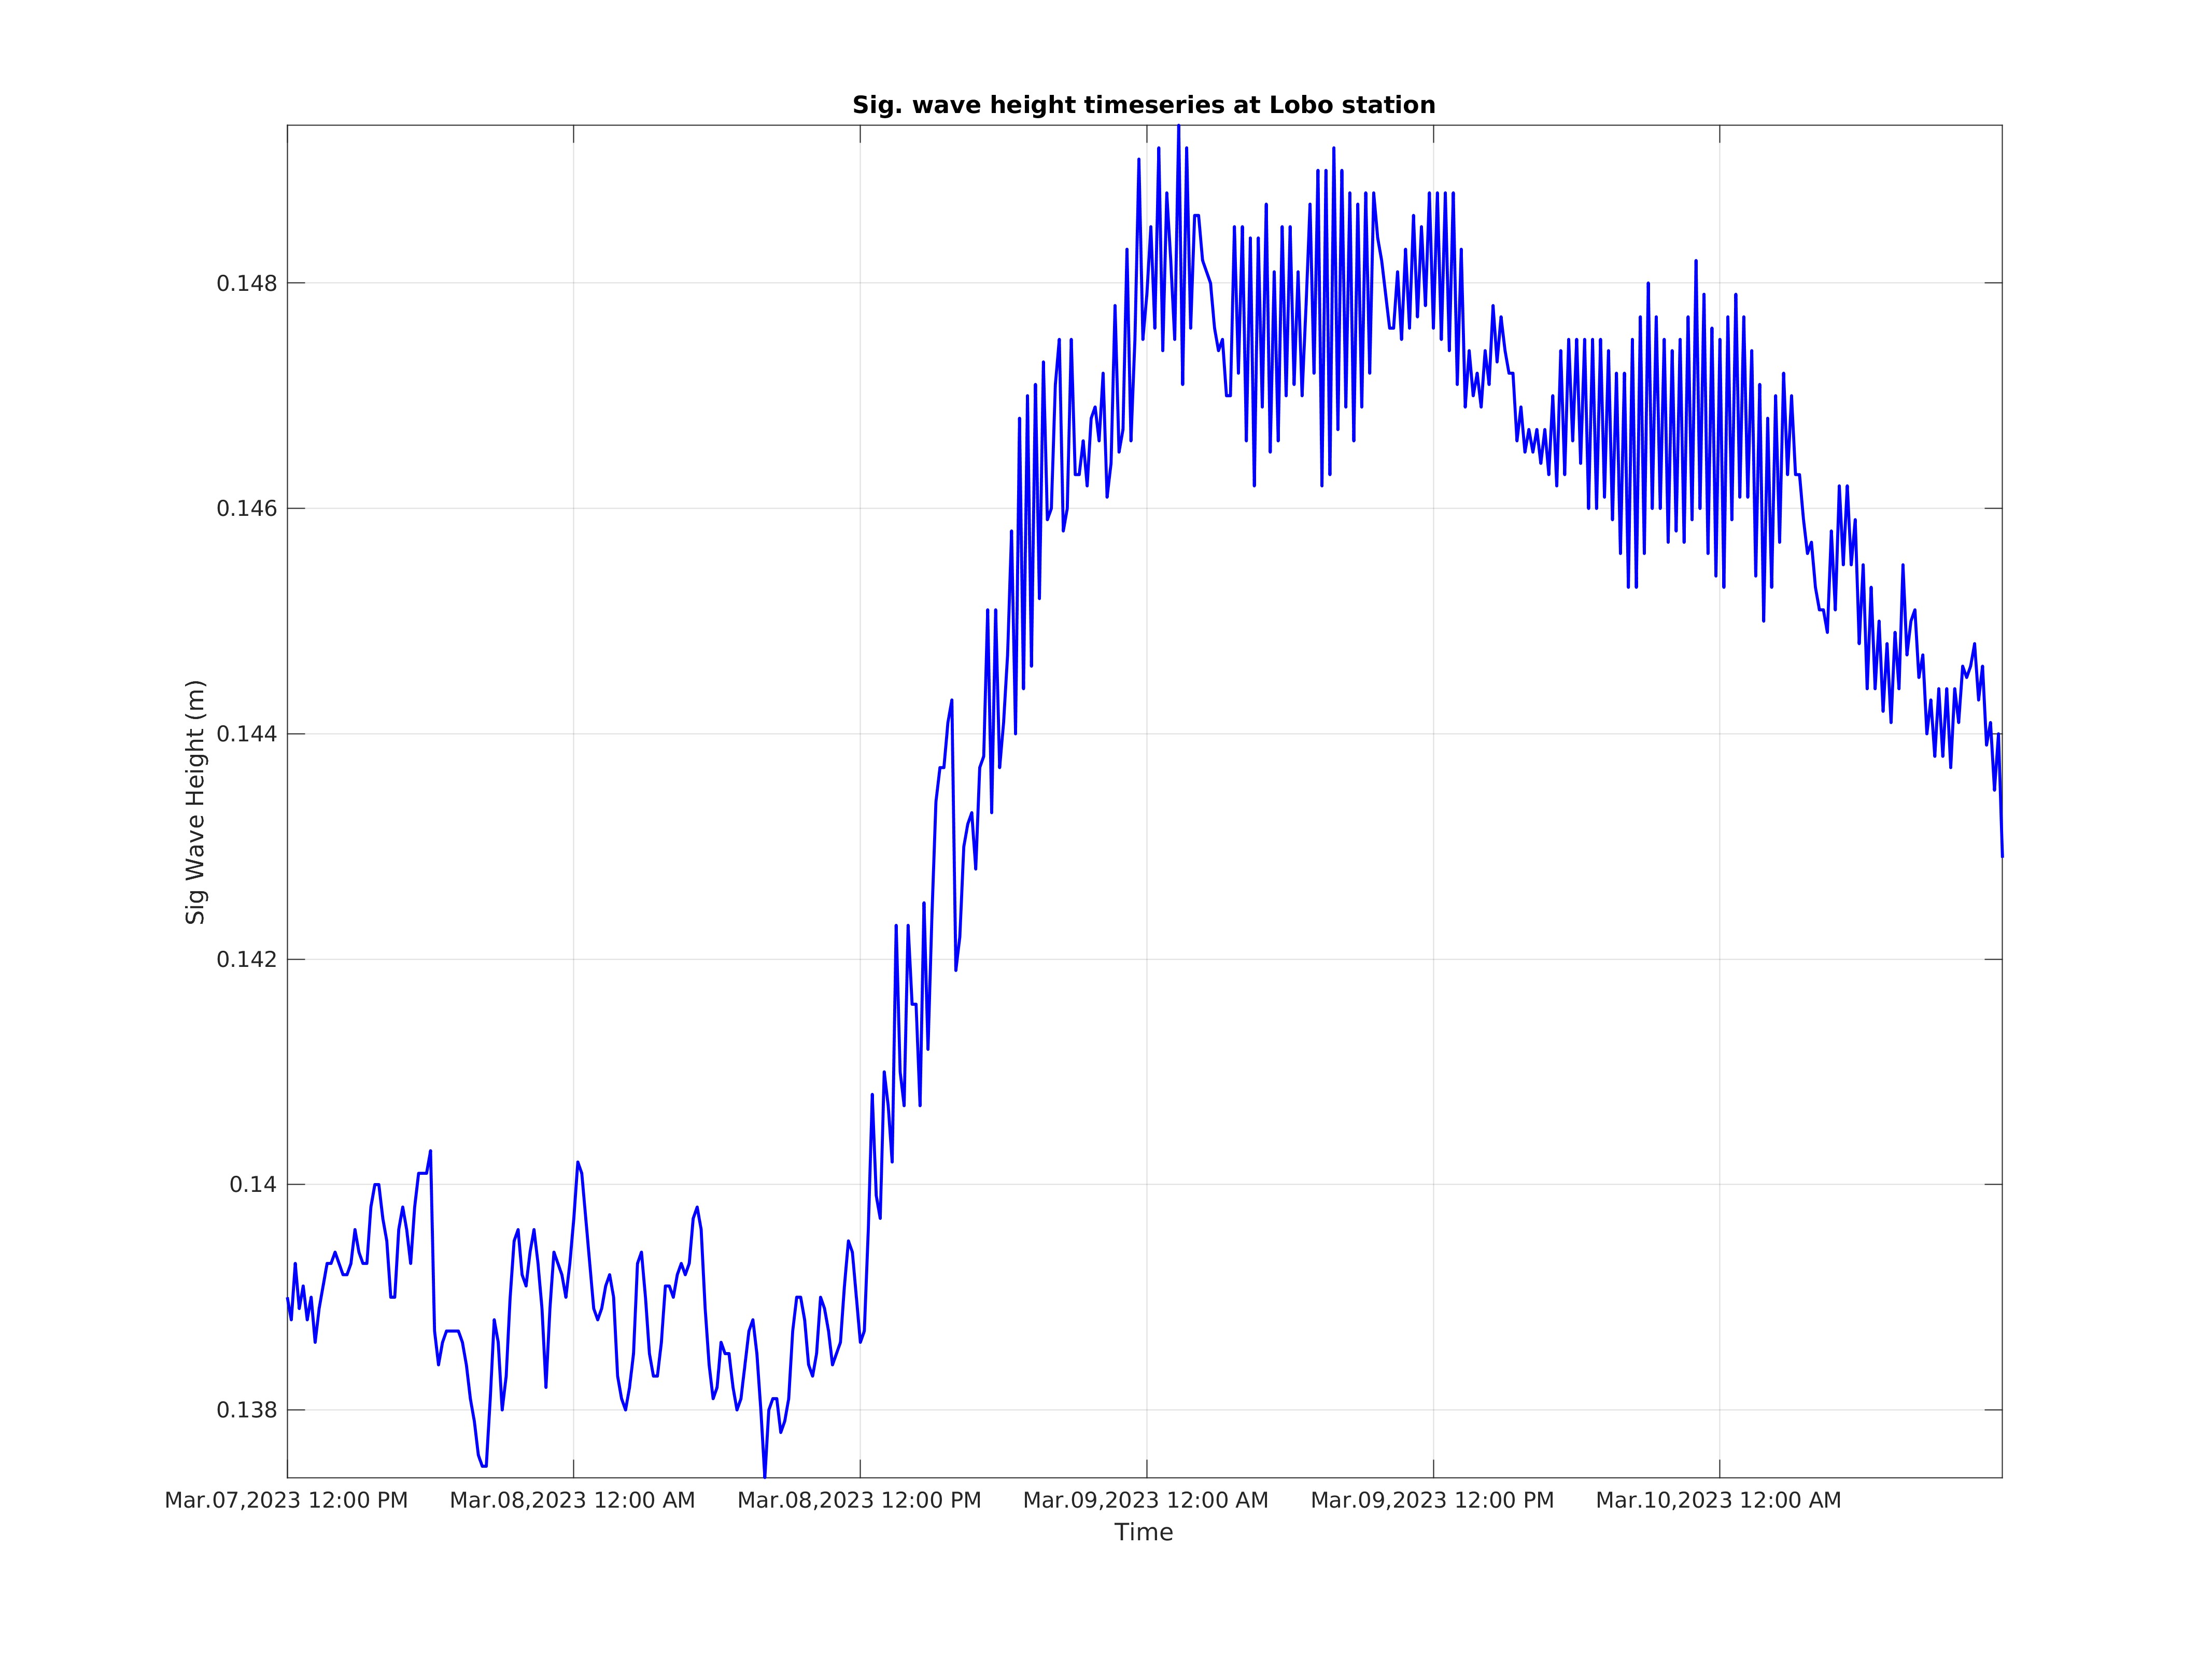 Sig. wave height timeseries at Lobo station
0.148
0.146
0.144
0.142
0.14
0.138
Sig Wave Height (m)
Mar.07,2023 12:00 PM Mar.08,2023 12:00 AM Mar.08,2023 12:00 PM Mar.09,2023 12:00 AM Mar.09,2023 12:00 PM Mar.10,2023 12:00 AM
Time